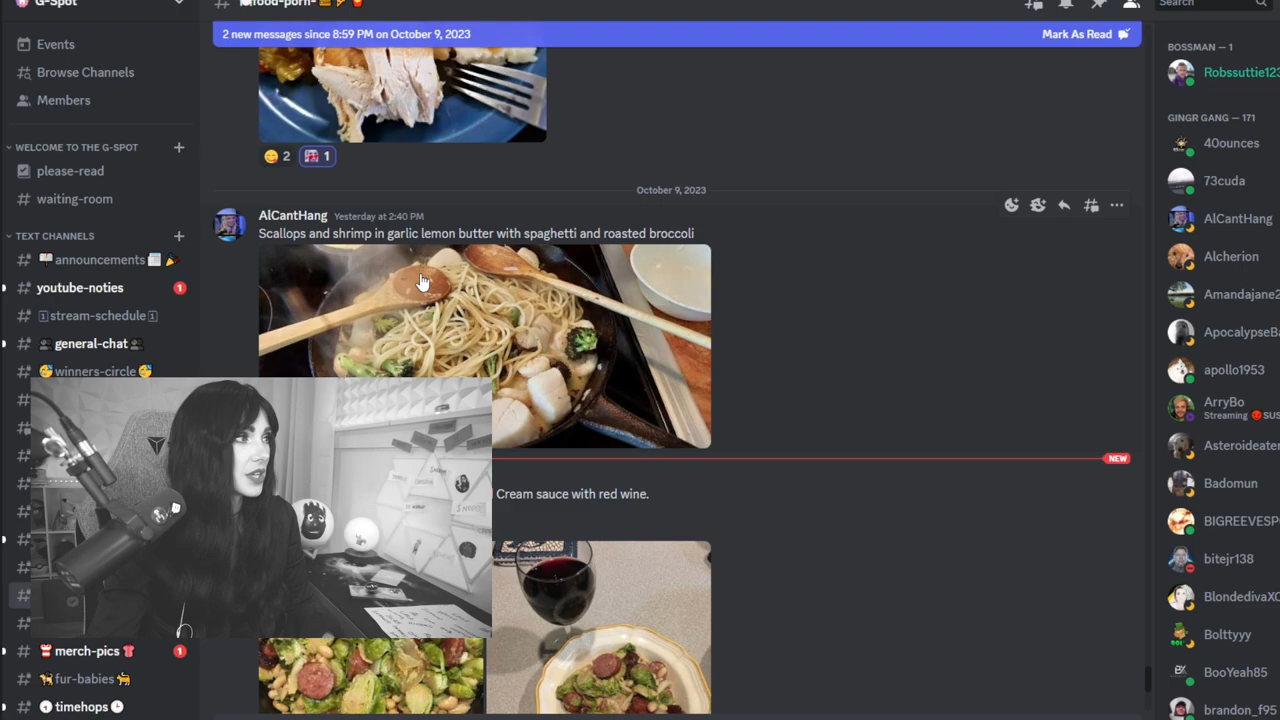 G-Spot
food-porn-
Search
Events
Browse Channels
Members
WELCOME TO THE G-SPOT
please-read
waiting-room
TEXT CHANNELS
announcements
youtube-noties 1
stream-schedule
general-chat
winners-circle
merch-pics 1
fur-babies
timehops
2 new messages since 8:59 PM on October 9, 2023 Mark As Read
2 1
October 9, 2023
AlCantHang Yesterday at 2:40 PM
Scallops and shrimp in garlic lemon butter with spaghetti and roasted broccoli
NEW
Cream sauce with red wine.
BOSSMAN — 1
Robssuttie123
GINGR GANG — 171
40ounces
73cuda
AlCantHang
Alcherion
Amandajane2
ApocalypseBa
apollo1953
ArryBo
Streaming SUS
Asteroideater
Badomun
BIGREEVESP
bitejr138
BlondedivaXO
Bolttyyy
BooYeah85
brandon_f95